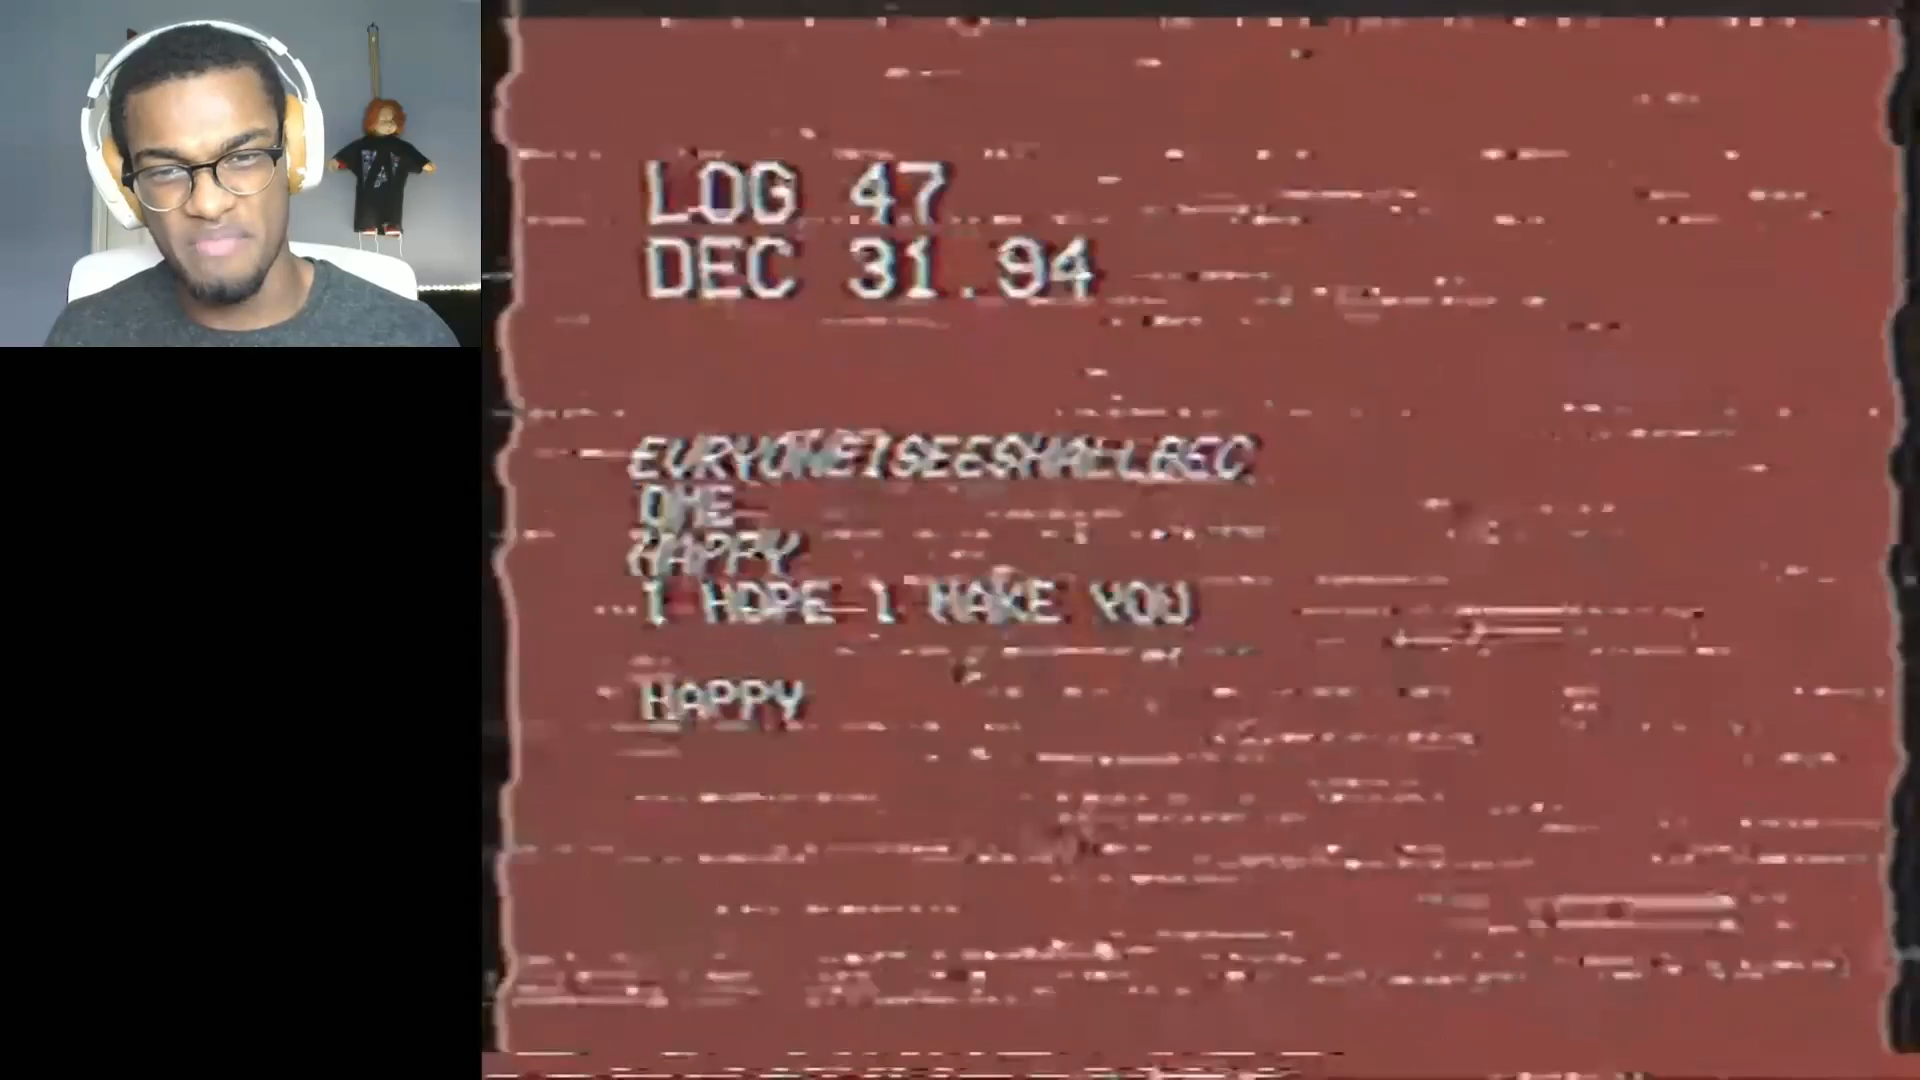 LOG 47
DEC 31.94
EVRYONEISEESHALLBEC
OME
HAPPY
I HOPE I MAKE YOU
HAPPY